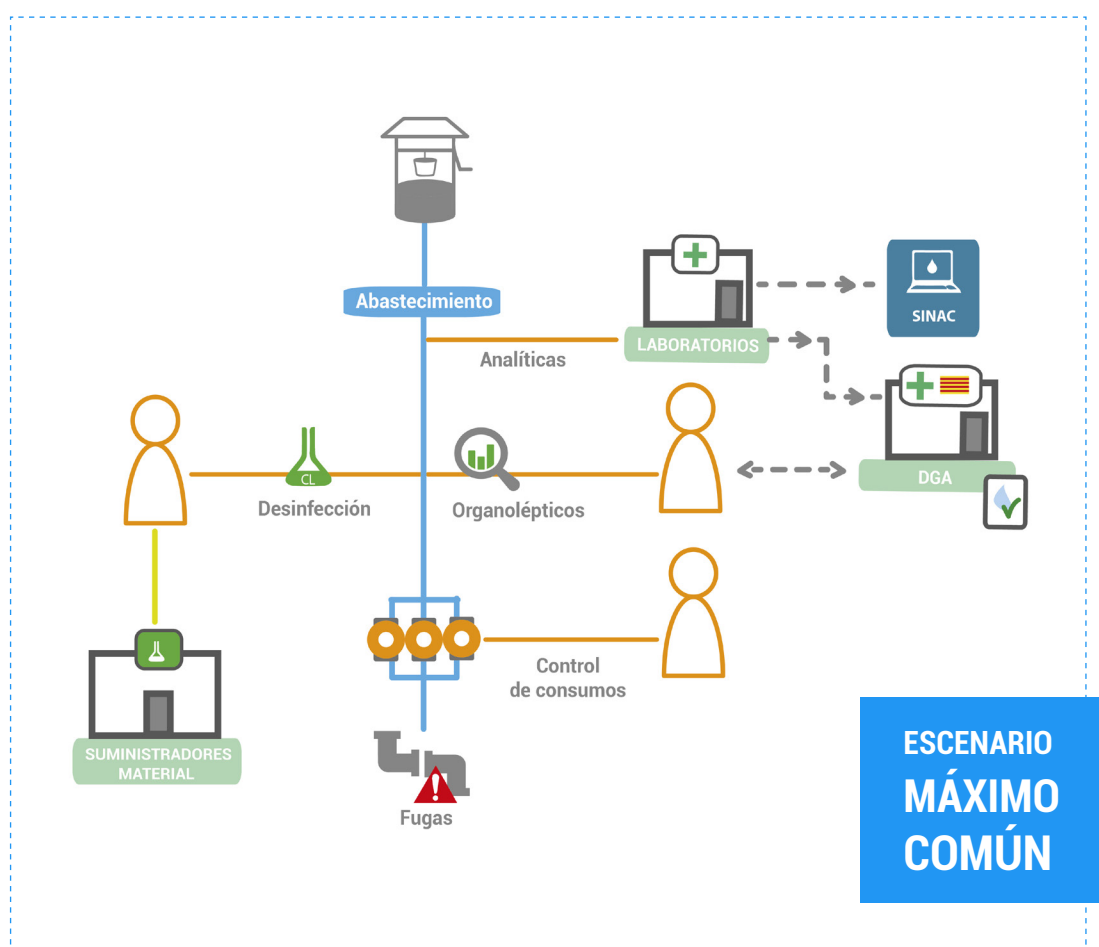 Abastecimiento
SINAC
Analíticas
LABORATORIOS
CL
DGA
Desinfección
Organolépticos
Control
de consumos
SUMINISTRADORES
MATERIAL
Fugas
ESCENARIO
MÁXIMO
COMÚN